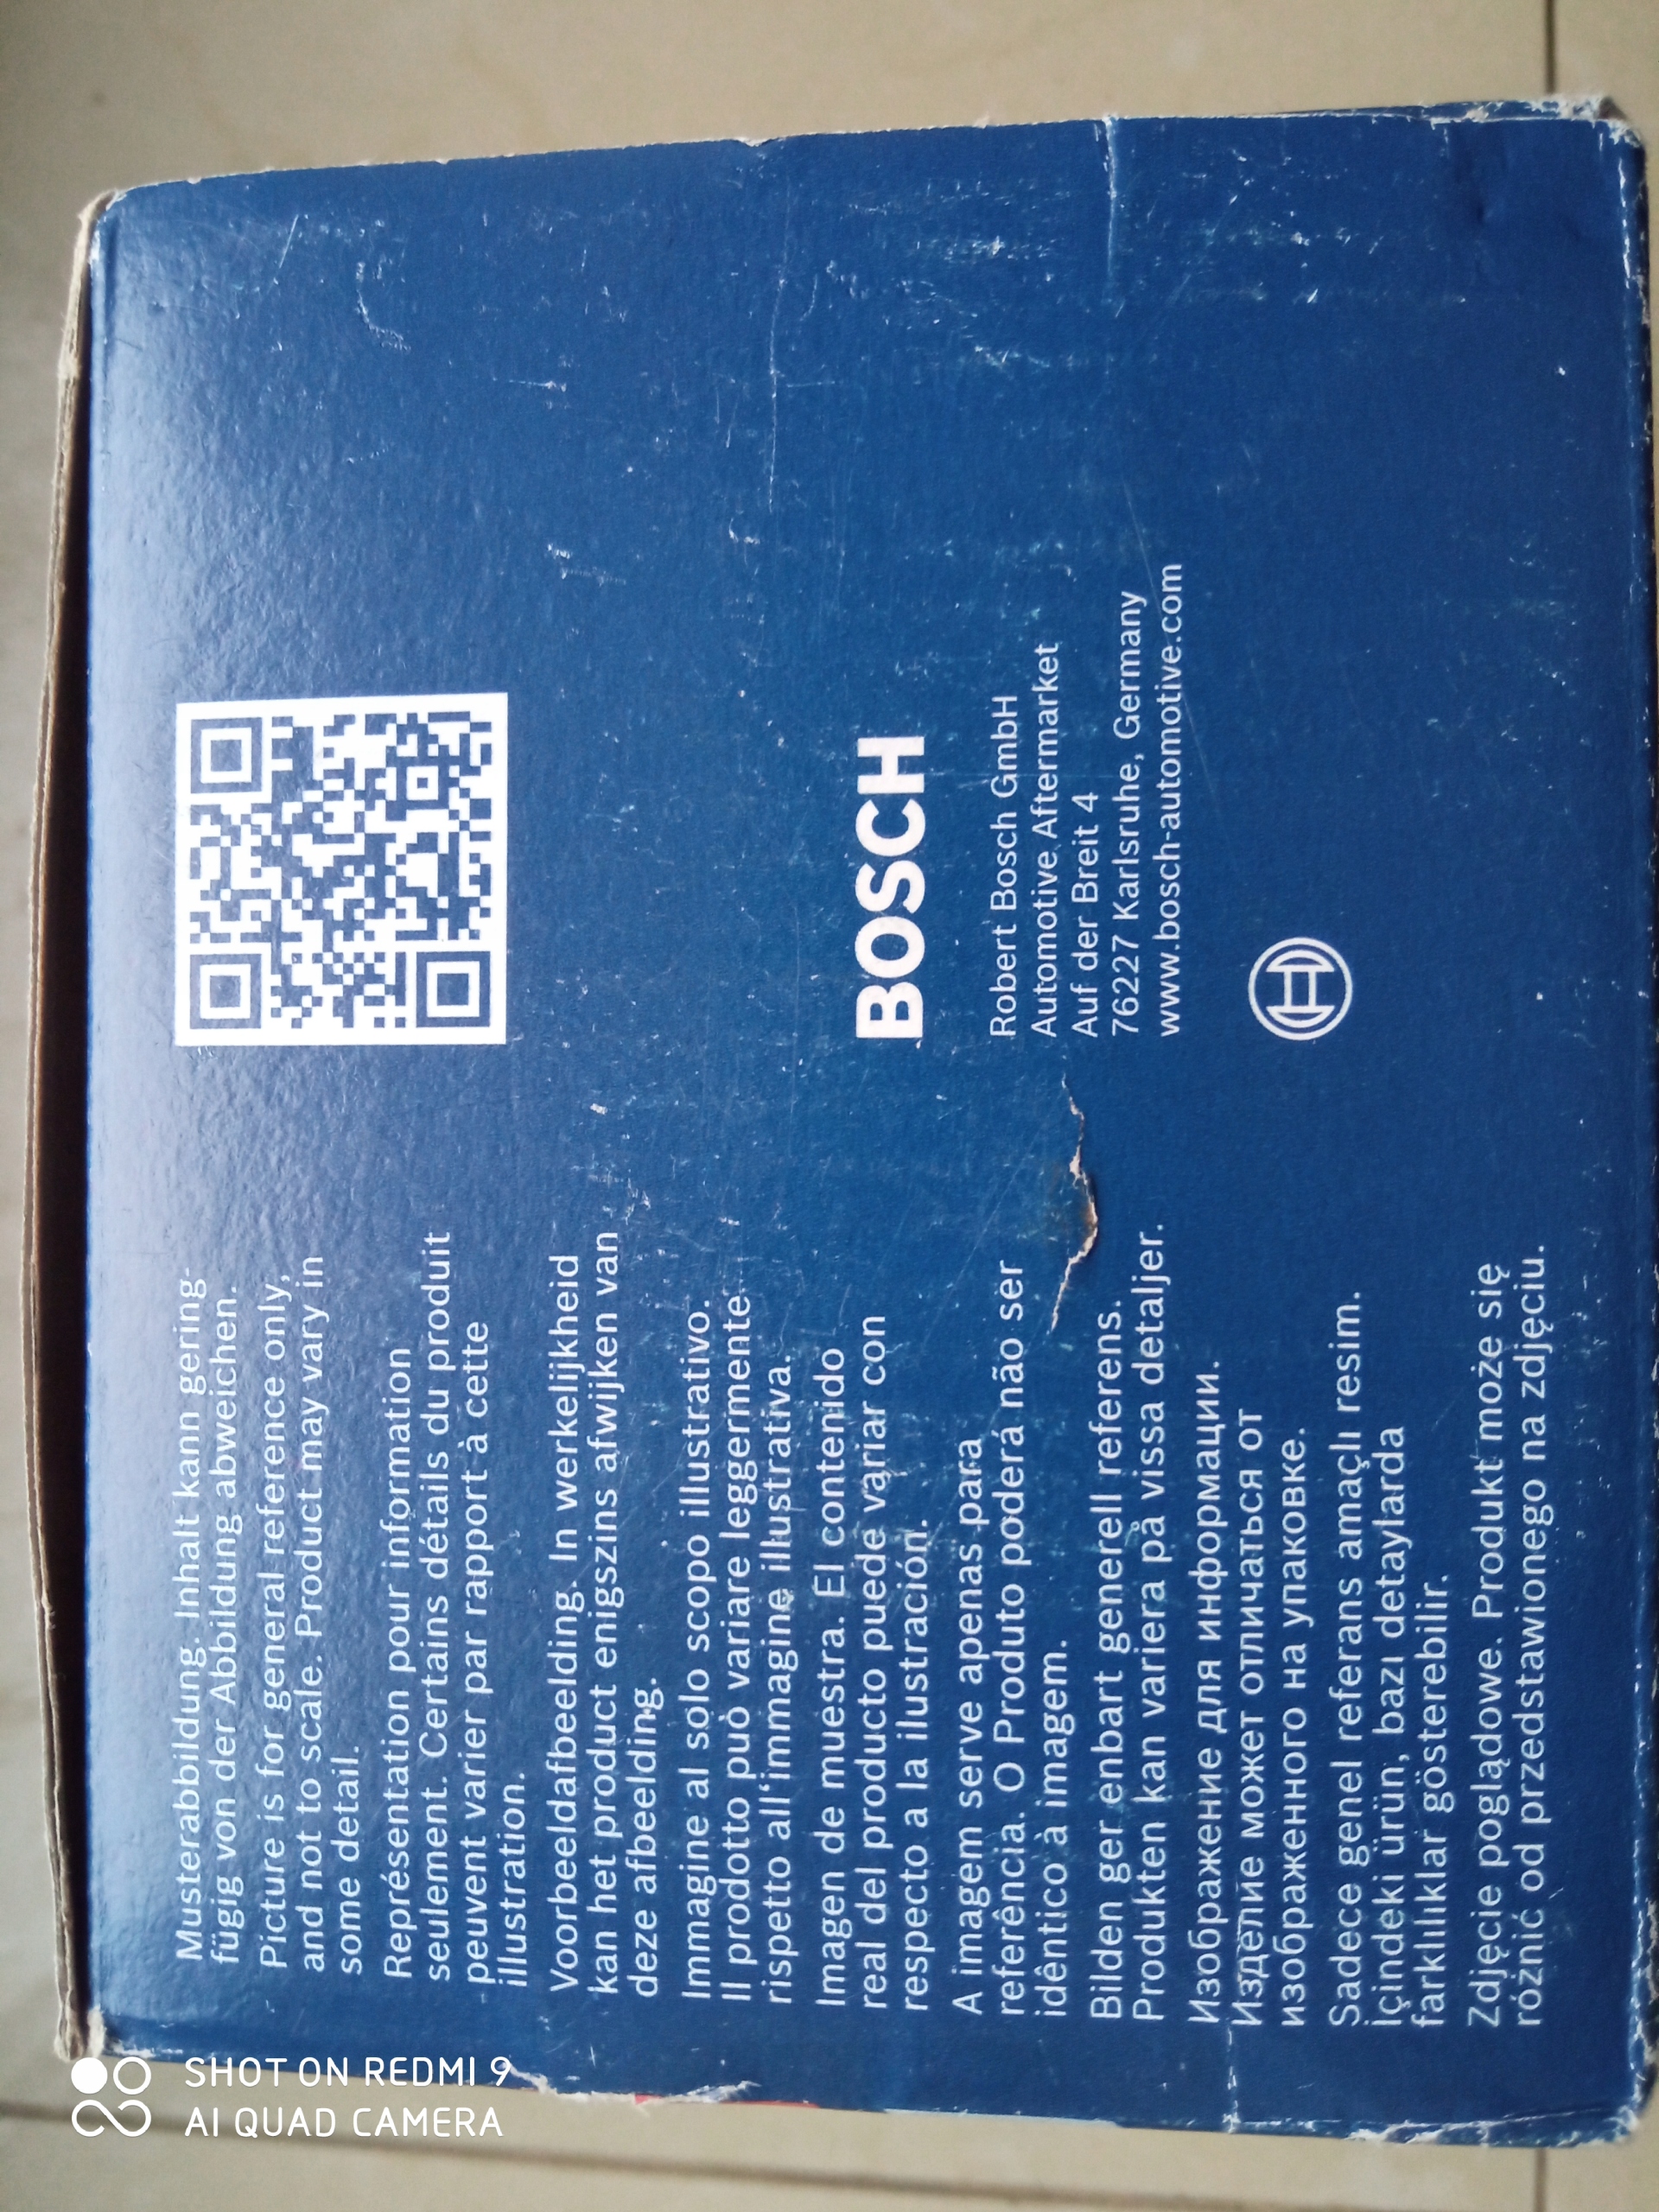 Musterabbildung. Inhalt kann gering-
fügig von der Abbildung abweichen.
Picture is for general reference only,
and not to scale. Product may vary in
some detail.
Représentation pour information
seulement. Certains détails du produit
peuvent varier par rapport à cette
illustration.
Voorbeeldafbeelding. In werkelijkheid
kan het product enigszins afwijken van
deze afbeelding.
Immagine al solo scopo illustrativo.
Il prodotto può variare leggermente
rispetto all'immagine illustrativa.
Imagen de muestra. El contenido
real del producto puede variar con
respecto a la ilustración.
A imagem serve apenas para
referência. O Produto poderá não ser
idêntico à imagem.
Bilden ger enbart generell referens.
Produkten kan variera på vissa detaljer.
Изображение для информации.
Изделие может отличаться от
изображенного на упаковке.
Sadece genel referans amaçlı resim.
İçindeki ürün, bazı detaylarda
farklılıklar gösterebilir.
Zdjęcie poglądowe. Produkt może się
różnić od przedstawionego na zdjęciu.
BOSCH
Robert Bosch GmbH
Automotive Aftermarket
Auf der Breit 4
76227 Karlsruhe, Germany
www.bosch-automotive.com
SHOT ON REDMI 9
AI QUAD CAMERA